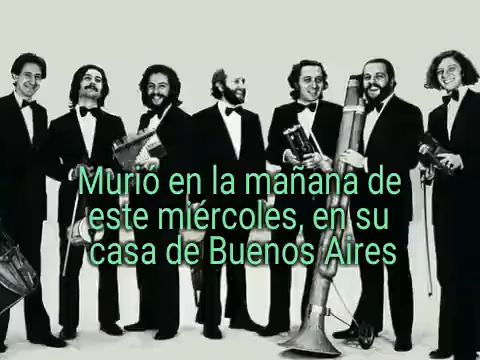 Murió en la mañana de
este miércoles, en su
casa de Buenos Aires